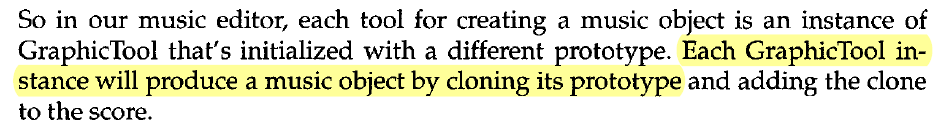 So in our music editor, each tool for creating a music object is an instance of
GraphicTool that's initialized with a different prototype. Each GraphicTool in-
stance will produce a music object by cloning its prototype and adding the clone
to the score.